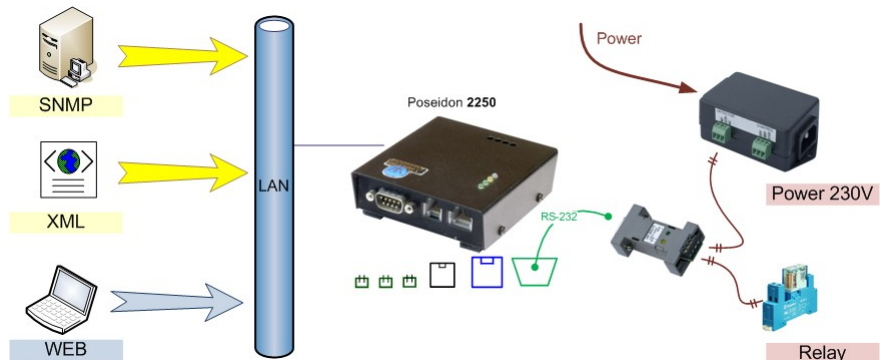 SNMP
XML
WEB
LAN
Poseidon 2250
RS-232
Power
Power 230V
Relay